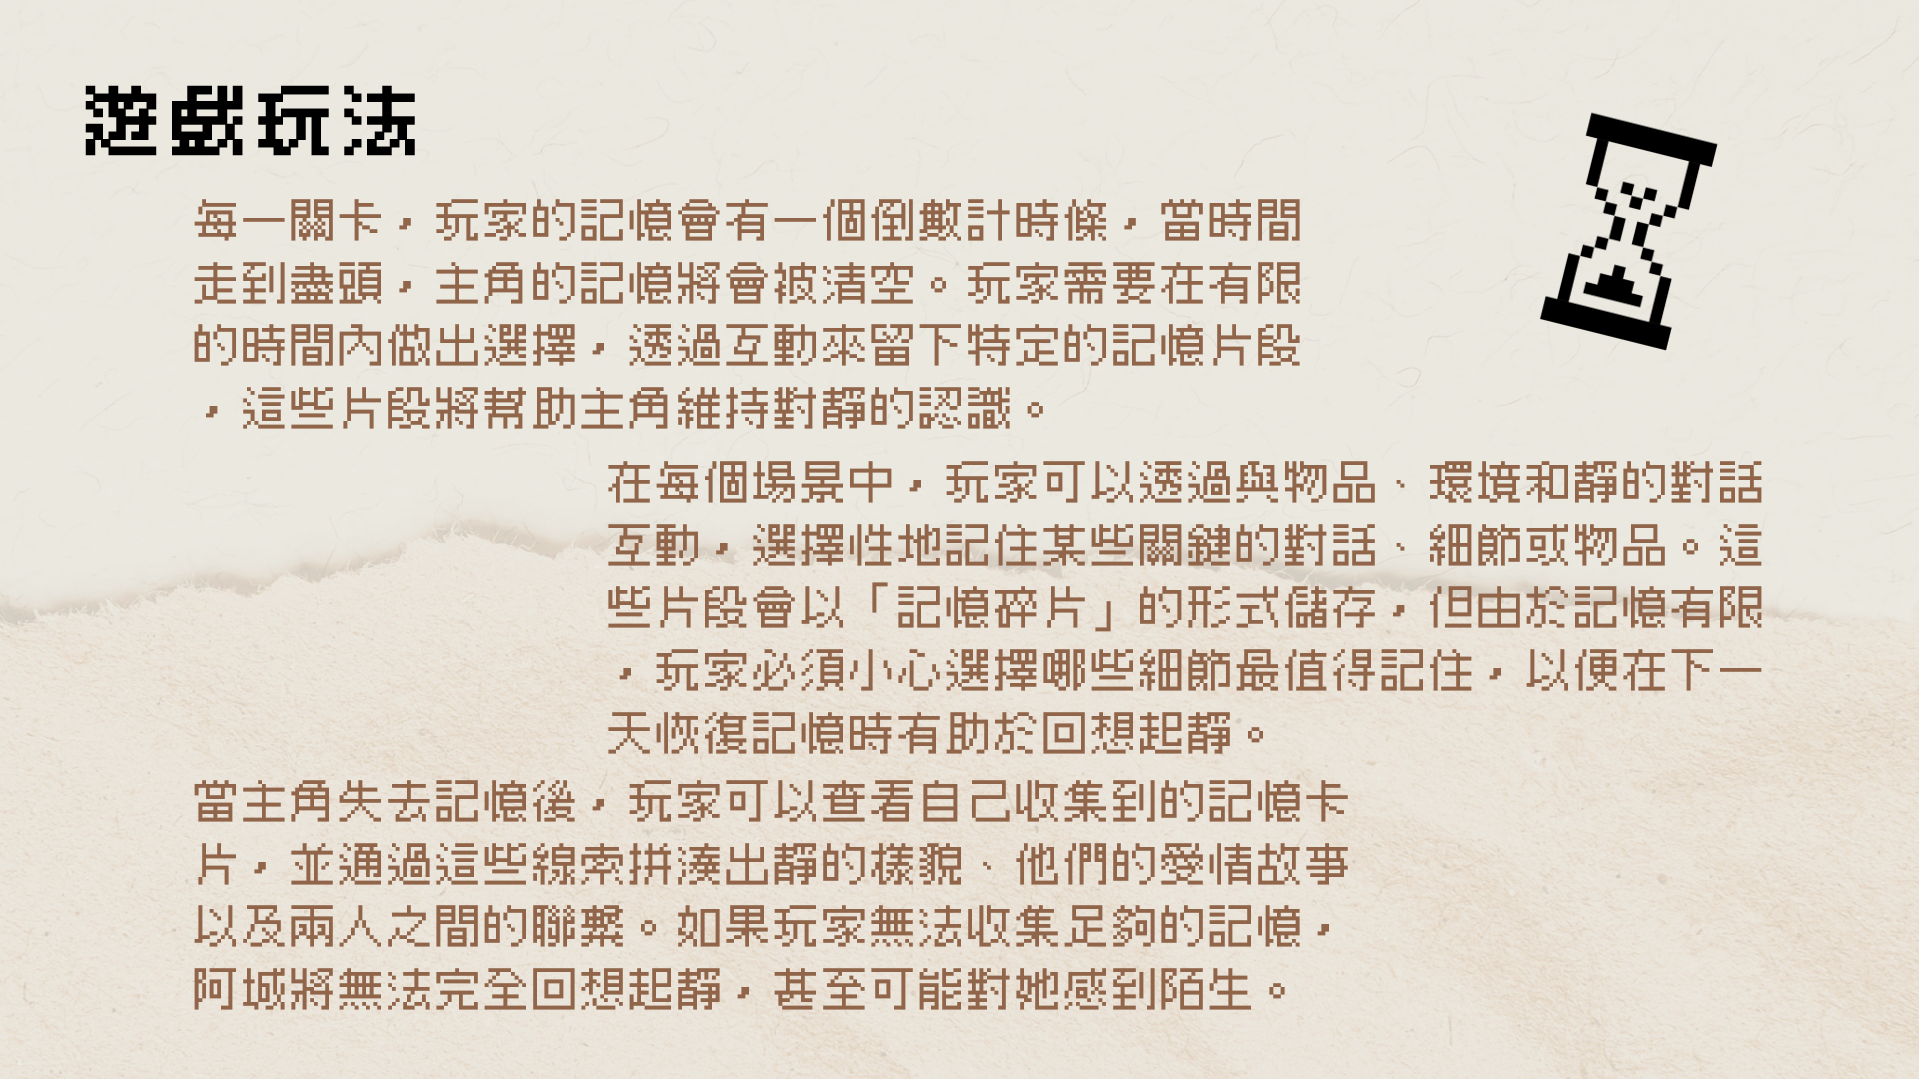 遊戲玩法
每一關卡，玩家的記憶會有一個倒數計時條，當時間
走到盡頭，主角的記憶將會被清空。玩家需要在有限
的時間內做出選擇，透過互動來留下特定的記憶片段
，這些片段將幫助主角維持對靜的認識。
在每個場景中，玩家可以透過與物品、環境和靜的對話
互動，選擇性地記住某些關鍵的對話、細節或物品。這
些片段會以「記憶碎片」的形式儲存，但由於記憶有限
，玩家必須小心選擇哪些細節最值得記住，以便在下一
天恢復記憶時有助於回想起靜。
當主角失去記憶後，玩家可以查看自己收集到的記憶卡
片，並通過這些線索拼湊出靜的樣貌、他們的愛情故事
以及兩人之間的聯繫。如果玩家無法收集足夠的記憶，
阿城將無法完全回想起靜，甚至可能對她感到陌生。